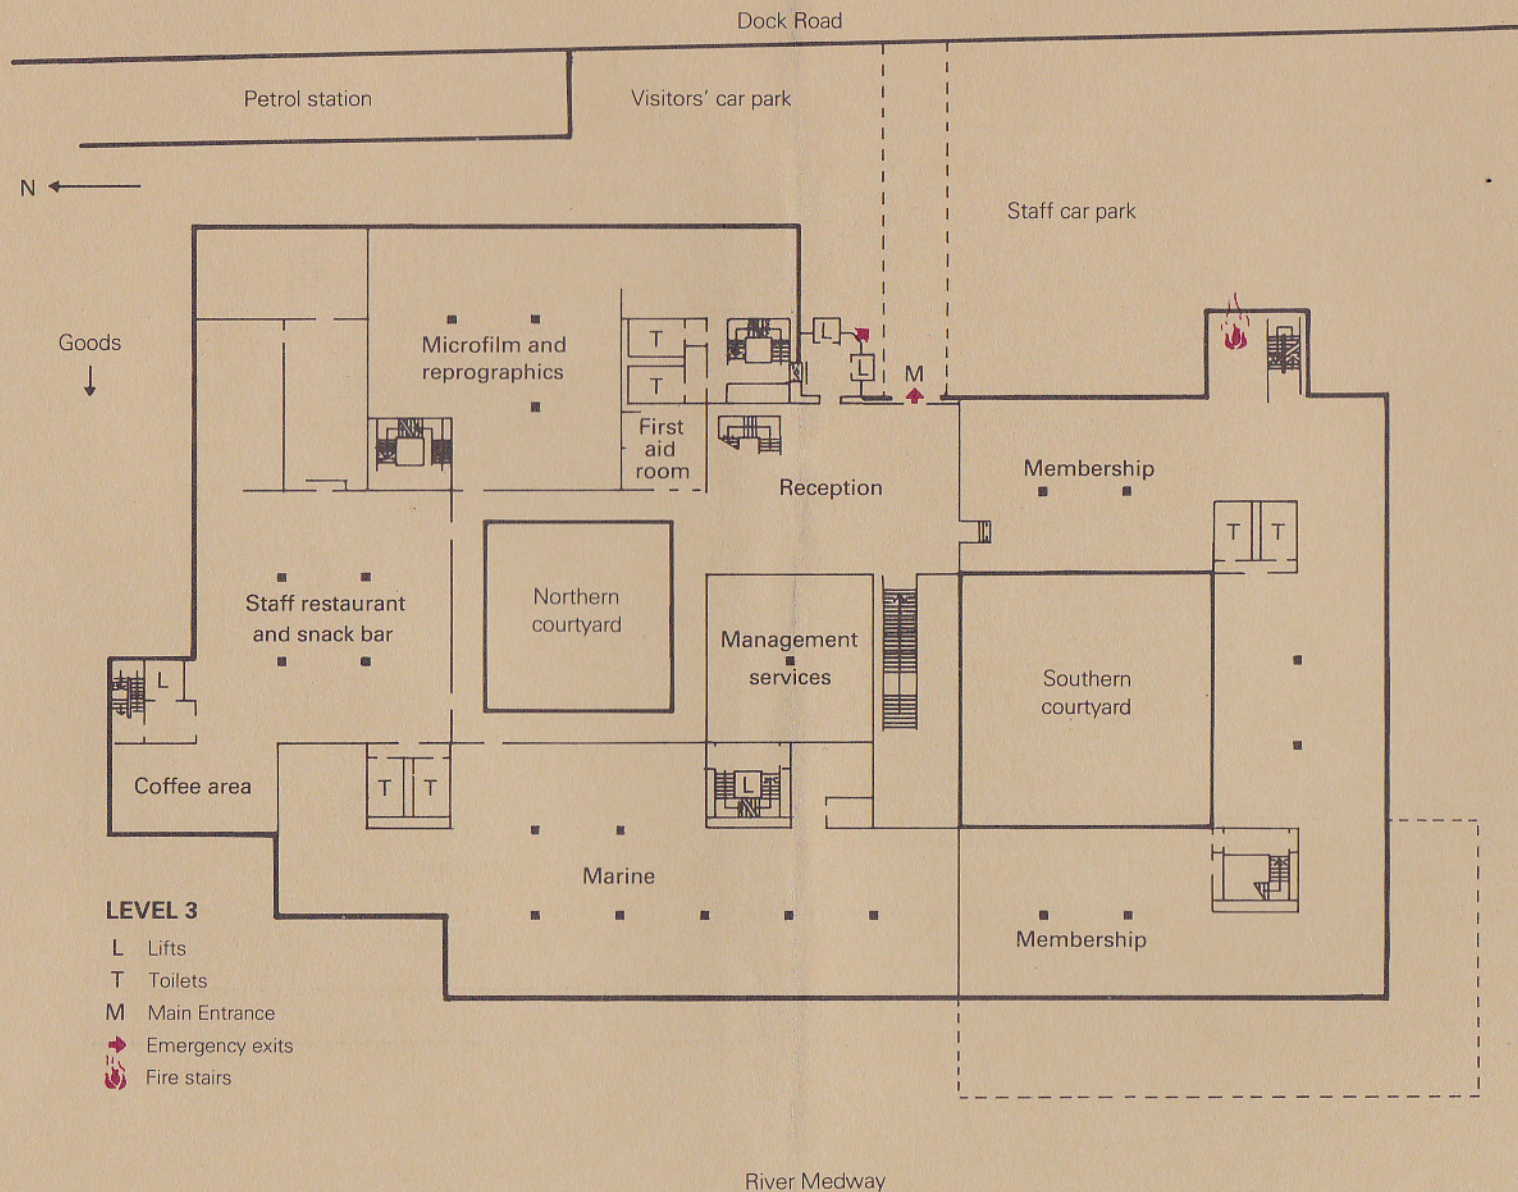 Dock Road
Petrol station
Visitors' car park
N
Staff car park
Goods
Microfilm and
reprographics
T
T
L
L
M
First
aid
room
Reception
Membership
T
T
Staff restaurant
and snack bar
Northern
courtyard
Management
services
Southern
courtyard
L
Coffee area
T
T
L
Marine
Membership
LEVEL 3
L Lifts
T Toilets
M Main Entrance
Emergency exits
Fire stairs
River Medway